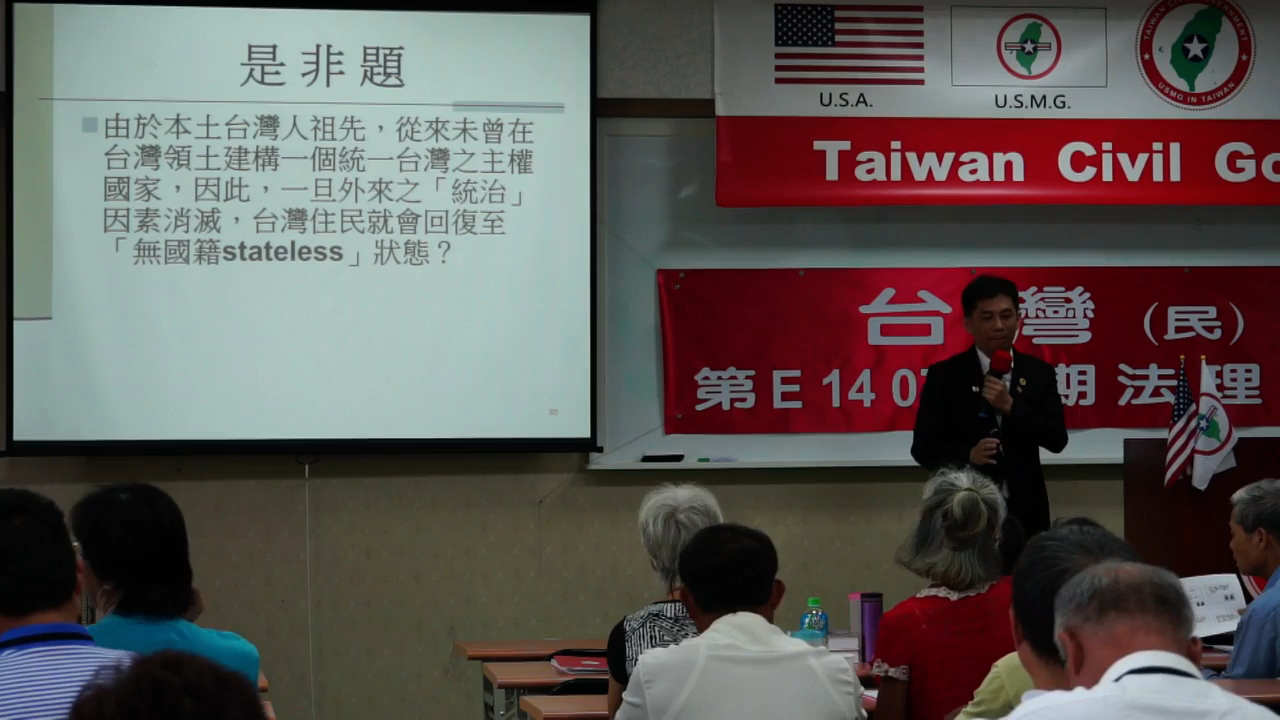 是非題
由於本土台灣人祖先，從來未曾在
台灣領土建構一個統一台灣之主權
國家，因此，一旦外來之「統治」
因素消滅，台灣住民就會回復至
「無國籍stateless」狀態？
U.S.A.
U.S.M.G.
USMG IN TAIWAN
Taiwan Civil Go
台灣（民）
第E 14 07 期法理